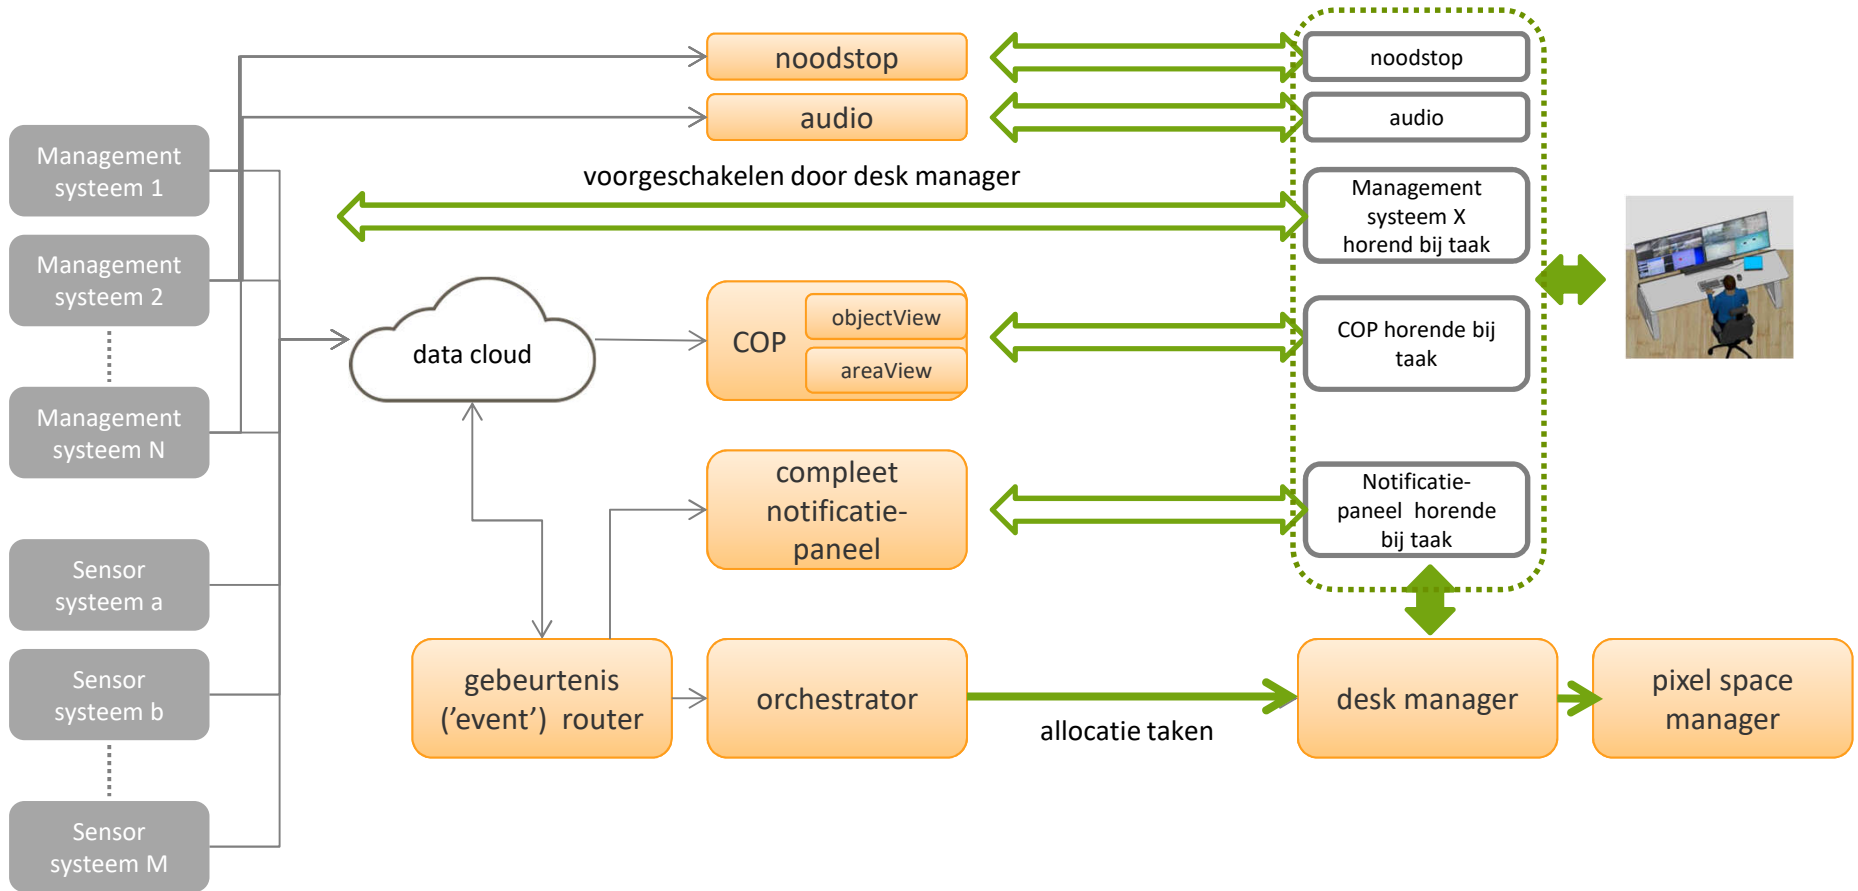 noodstop
audio
noodstop
audio
Management
systeem 1
Management
systeem 2
Management
systeem N
Sensor
systeem a
Sensor
systeem b
Sensor
systeem M
voorgeschakelen door desk manager
Management
systeem X
horend bij taak
data cloud
COP
objectView
areaView
COP horende bij
taak
compleet
notificatie-
paneel
Notificatie-
paneel horende
bij taak
gebeurtenis
('event') router
orchestrator
allocatie taken
desk manager
pixel space
manager